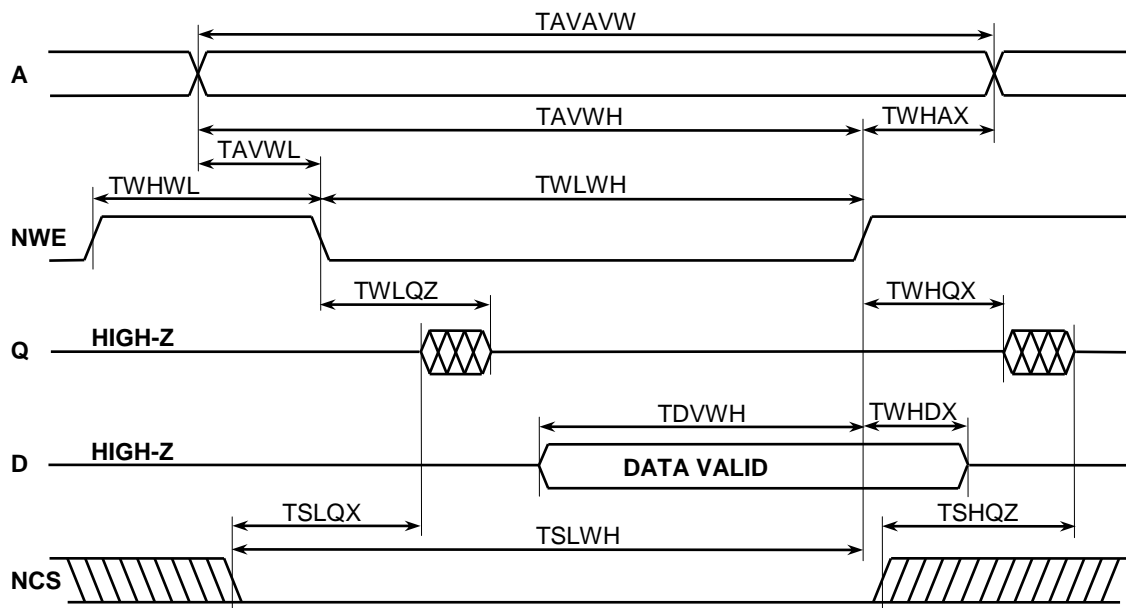 TAVAVW
A
TAVWH
TWHAX
TAVWL
TWHWL
TWLWH
NWE
TWLQZ
TWHQX
HIGH-Z
Q
TDVWH
TWHDX
HIGH-Z
D
DATA VALID
TSLQX
TSHQZ
TSLWH
NCS